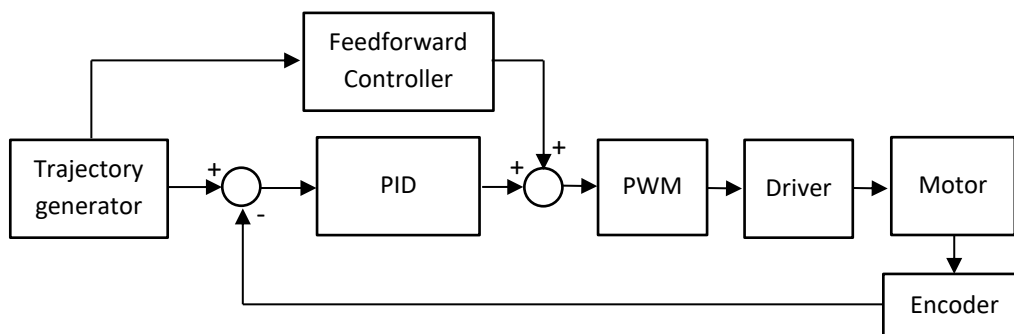 Feedforward
Controller
+
Trajectory
generator
+
PID
+
PWM
Driver
Motor
-
Encoder